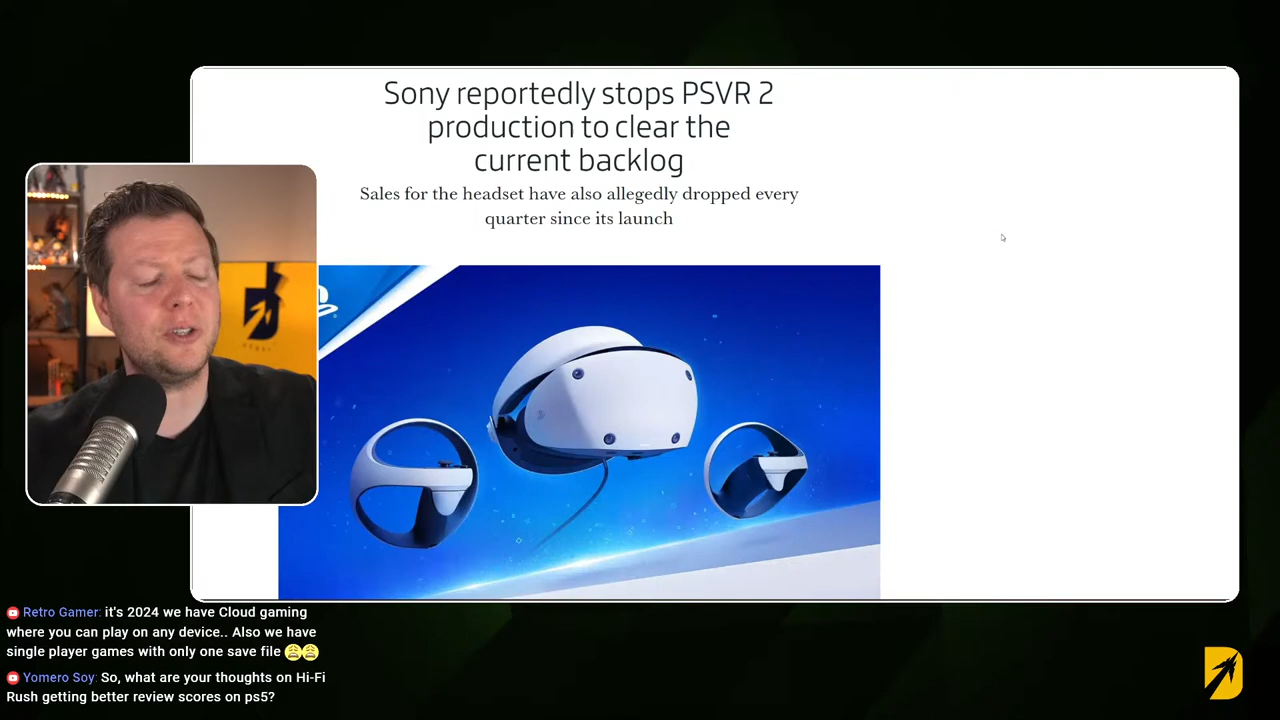 Sony reportedly stops PSVR 2
production to clear the
current backlog
Sales for the headset have also allegedly dropped every
quarter since its launch
Retro Gamer: it's 2024 we have Cloud gaming
where you can play on any device.. Also we have
single player games with only one save file 😩😩
Yomero Soy: So, what are your thoughts on Hi-Fi
Rush getting better review scores on ps5?